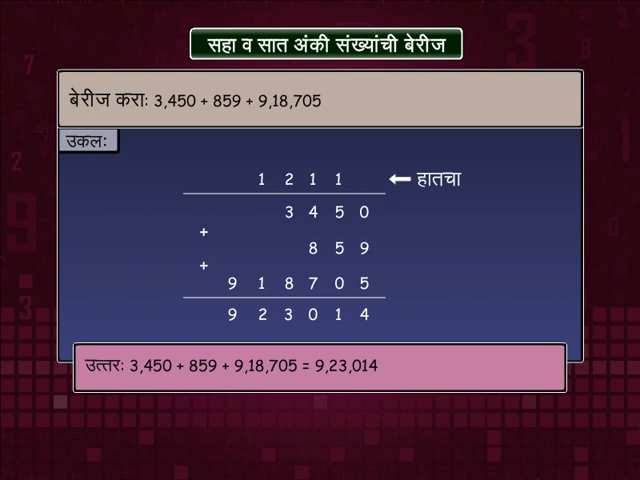 सहा व सात अंकी संख्यांची बेरीज
बेरीज कराः 3,450 + 859 + 9,18,705
उकलः
1 2 1 1 ← हातचा
3 4 5 0
+
8 5 9
+
9 1 8 7 0 5
9 2 3 0 1 4
उत्तरः 3,450 + 859 + 9,18,705 = 9,23,014